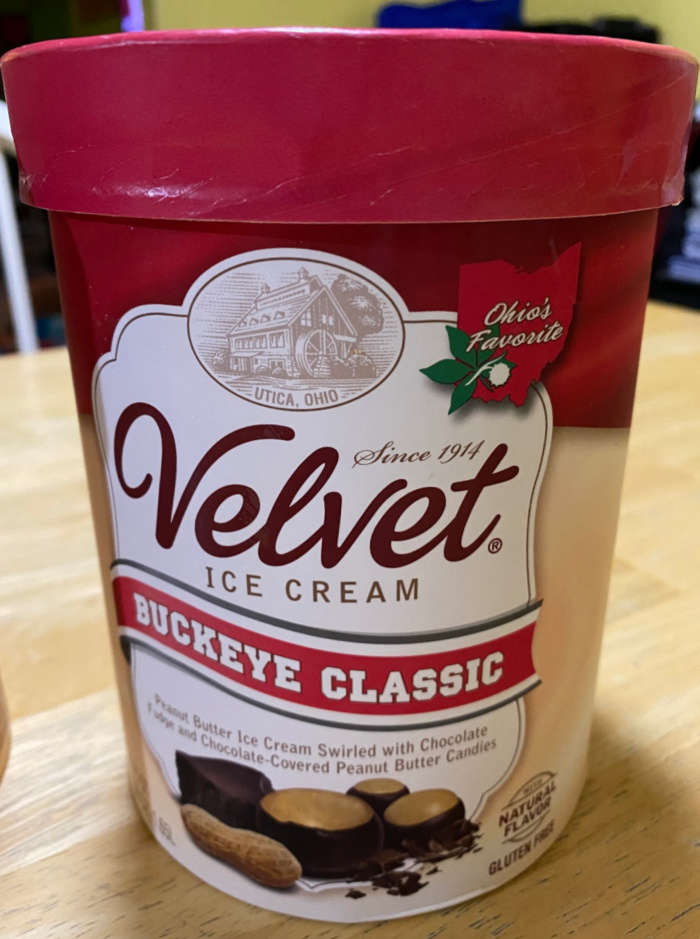 UTICA, OHIO
Ohio's
Favorite
Since 1914
Velvet®
ICE CREAM
BUCKEYE CLASSIC
Peanut Butter Ice Cream Swirled with Chocolate
Fudge and Chocolate-Covered Peanut Butter Candies
WITH
NATURAL
FLAVOR
GLUTEN FREE